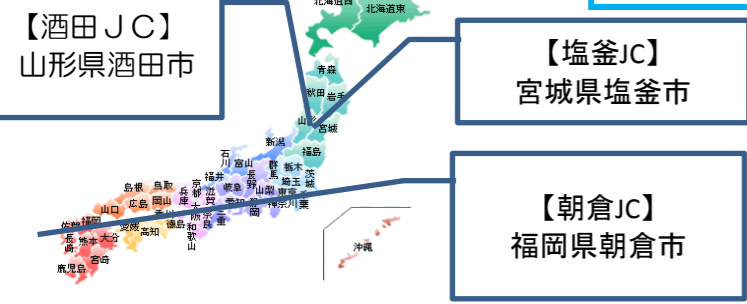 【酒田ＪＣ】
山形県酒田市
【塩釜JC】
宮城県塩釜市
【朝倉JC】
福岡県朝倉市
北海道西
北海道東
青森
秋田
岩手
山形
宮城
福島
新潟
石川
富山
福井
長野
群馬
栃木
茨城
埼玉
山梨
東京
千葉
神奈川
静岡
岐阜
愛知
三重
滋賀
京都
奈良
大阪
和歌山
兵庫
鳥取
島根
岡山
広島
山口
香川
徳島
愛媛
高知
福岡
佐賀
長崎
大分
熊本
宮崎
鹿児島
沖縄